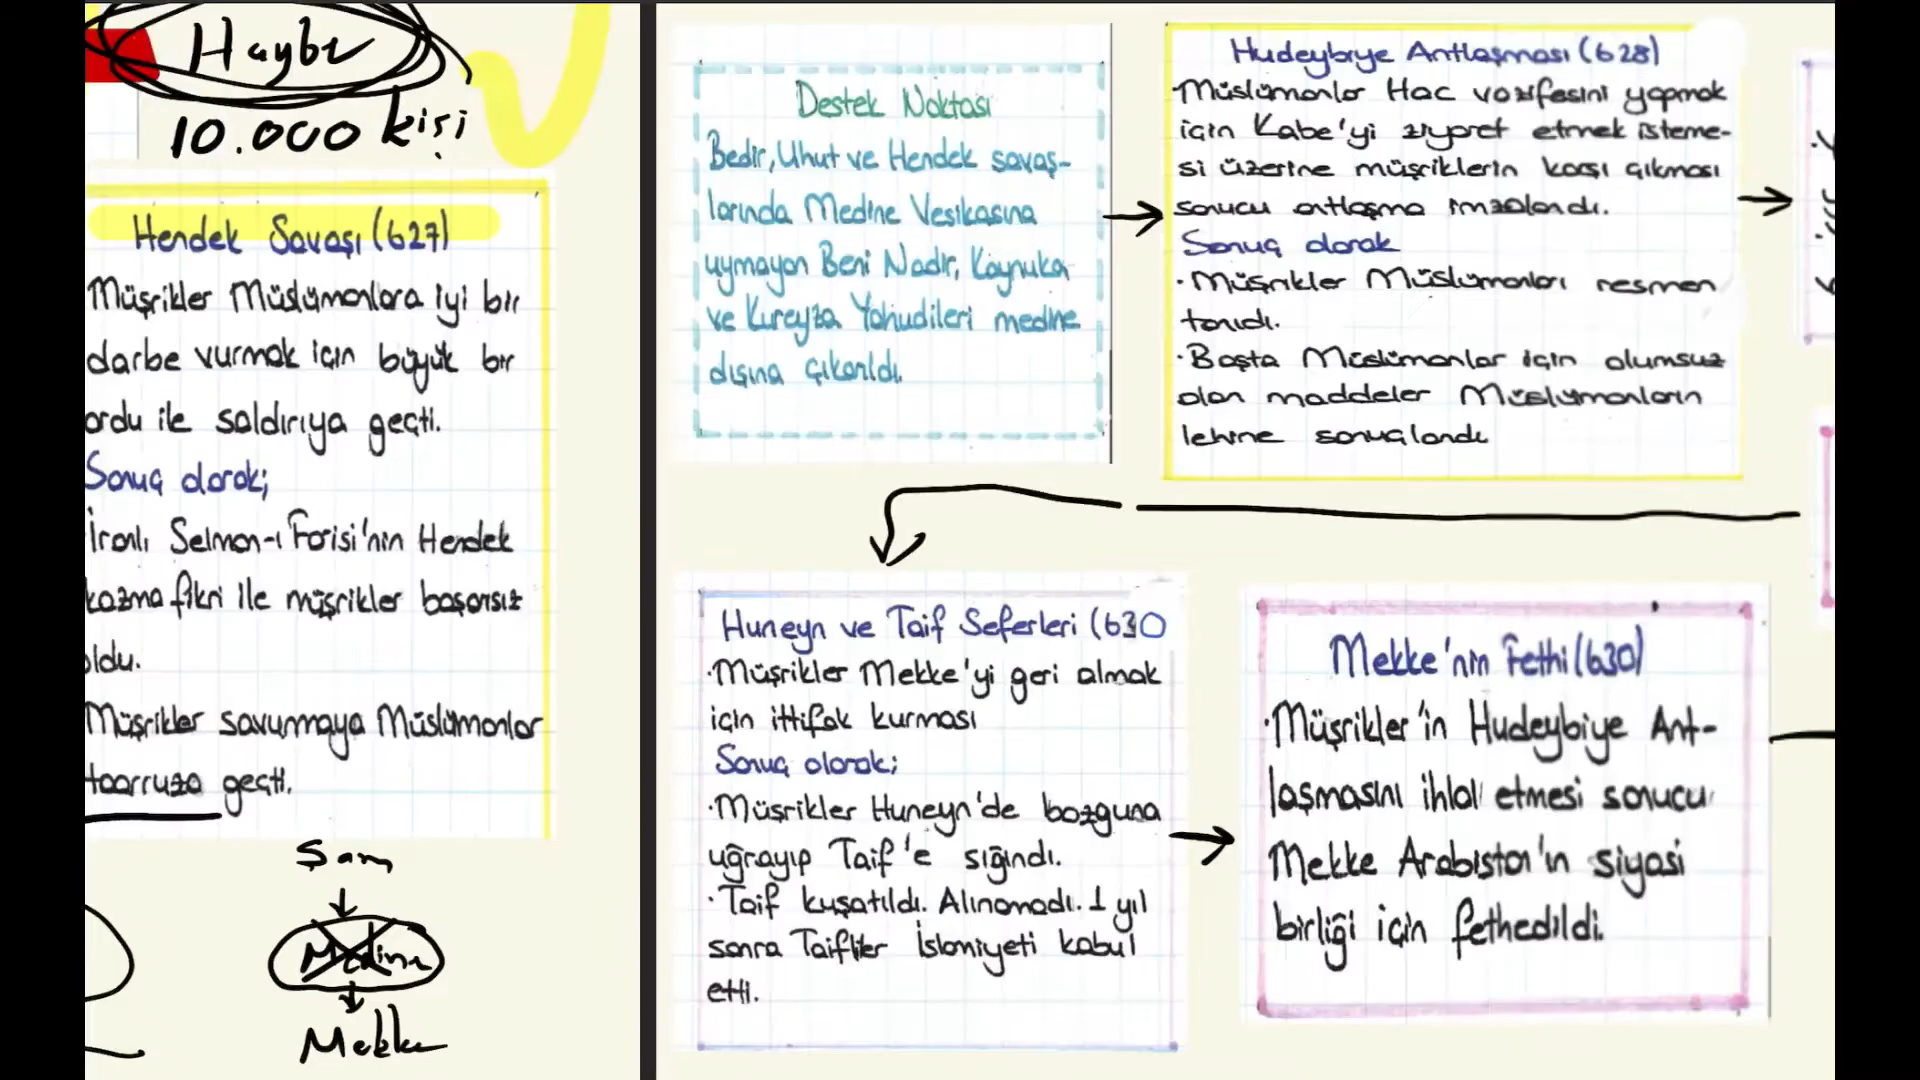 Haybr
10.000 kişi
Hendek Savaşı (627)
Müşrikler Müslümanlara iyi bir
darbe vurmak için büyük bir
ordu ile saldırıya geçti.
Sonuç olarak;
İranlı Selman-ı Farisi'nin Hendek
kazma fikri ile müşrikler başarısız
oldu.
Müşrikler savunmaya Müslümanlar
taarruza geçti.
Şam
Medine
Mekke
Destek Noktası
Bedir, Uhut ve Hendek savaş-
larında Medine Vesikasına
uymayan Beni Nadir, Kaynuka
ve Kureyza Yahudileri medine
dışına çıkarıldı.
Hudeybiye Antlaşması (628)
Müslümanlar Hac vazifesini yapmak
için Kabe'yi ziyaret etmek isteme-
si üzerine müşriklerin karşı çıkması
sonucu antlaşma imzalandı.
Sonuç olarak
·Müşrikler Müslümanları resmen
tanıdı.
·Başta Müslümanlar için olumsuz
olan maddeler Müslümanların
lehine sonuçlandı
Huneyn ve Taif Seferleri (630
·Müşrikler Mekke'yi geri almak
için ittifak kurması
Sonuç olarak;
·Müşrikler Huneyn'de bozguna
uğrayıp Taif'e sığındı.
·Taif kuşatıldı. Alınamadı. 1 yıl
sonra Taifliler İslamiyeti kabul
etti.
Mekke'nin Fethi (630)
·Müşrikler'in Hudeybiye Ant-
laşmasını ihlal etmesi sonucu
Mekke Arabistan'ın siyasi
birliği için fethedildi.